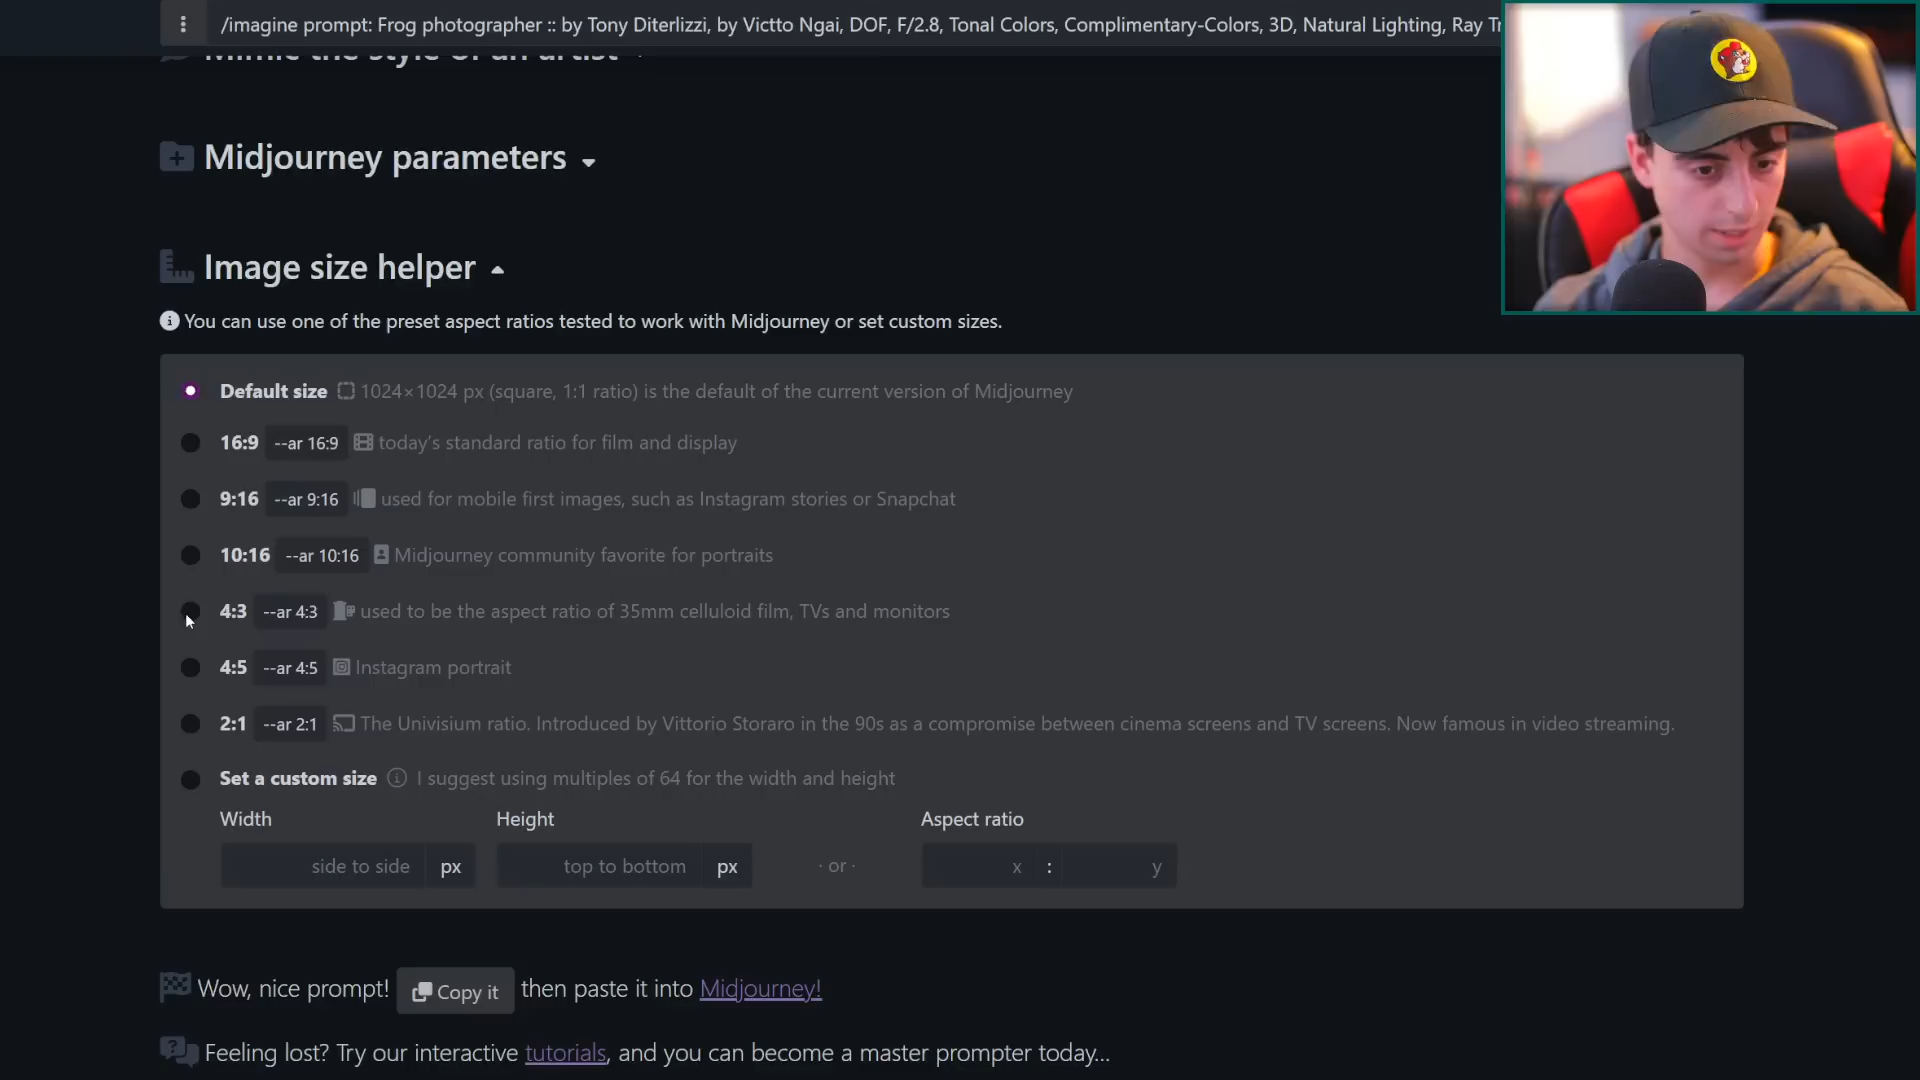 /imagine prompt: Frog photographer :: by Tony Diterlizzi, by Victto Ngai, DOF, F/2.8, Tonal Colors, Complimentary-Colors, 3D, Natural Lighting, Ray Tr
Mimic the style of an artist
Midjourney parameters
Image size helper
You can use one of the preset aspect ratios tested to work with Midjourney or set custom sizes.
Default size 1024×1024 px (square, 1:1 ratio) is the default of the current version of Midjourney
16:9 --ar 16:9 today's standard ratio for film and display
9:16 --ar 9:16 used for mobile first images, such as Instagram stories or Snapchat
10:16 --ar 10:16 Midjourney community favorite for portraits
4:3 --ar 4:3 used to be the aspect ratio of 35mm celluloid film, TVs and monitors
4:5 --ar 4:5 Instagram portrait
2:1 --ar 2:1 The Univisium ratio. Introduced by Vittorio Storaro in the 90s as a compromise between cinema screens and TV screens. Now famous in video streaming.
Set a custom size I suggest using multiples of 64 for the width and height
Width Height Aspect ratio
side to side px top to bottom px · or · x : y
Wow, nice prompt! Copy it then paste it into Midjourney!
Feeling lost? Try our interactive tutorials, and you can become a master prompter today...